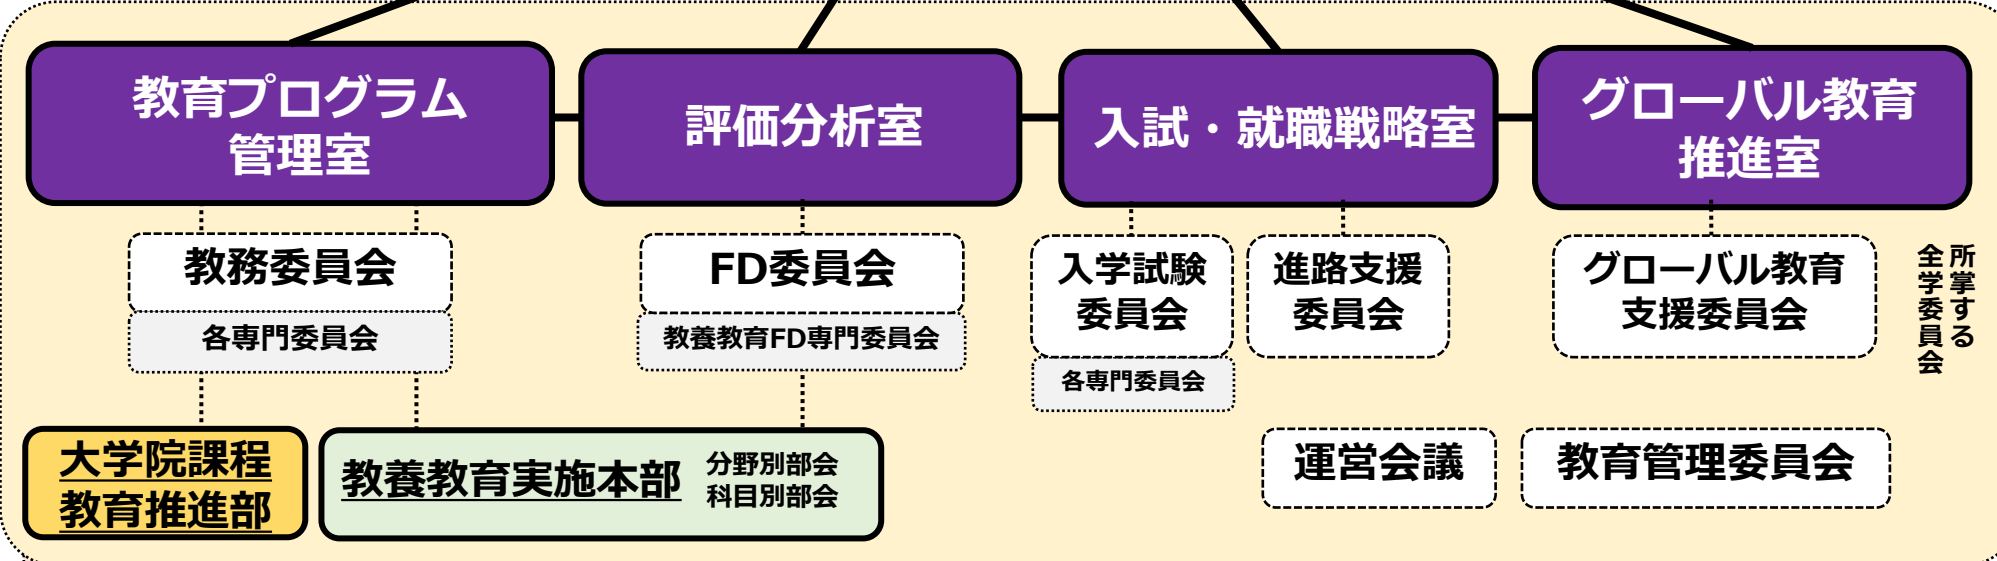 教育プログラム
管理室
評価分析室
入試・就職戦略室
グローバル教育
推進室
教務委員会
各専門委員会
FD委員会
教養教育FD専門委員会
入学試験
委員会
各専門委員会
進路支援
委員会
グローバル教育
支援委員会
所掌する
全学委員会
大学院課程
教育推進部
教養教育実施本部
分野別部会
科目別部会
運営会議
教育管理委員会